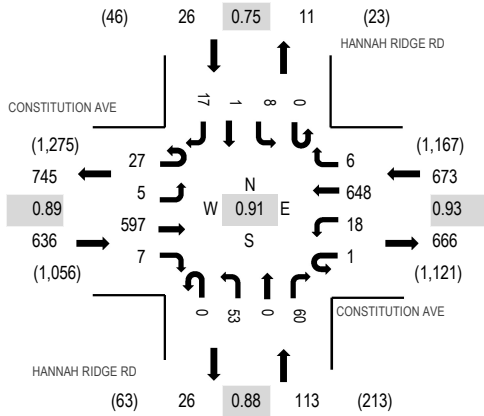 (46) 26 0.75 11 (23)
HANNAH RIDGE RD
CONSTITUTION AVE
17 1 8 0
(1,275) (1,167)
745 27 6 673
5 N 648
0.89 W 0.91 E 0.93
636 597 S 18 666
7 1
(1,056) (1,121)
0 53 0 60
CONSTITUTION AVE
HANNAH RIDGE RD
(63) 26 0.88 113 (213)